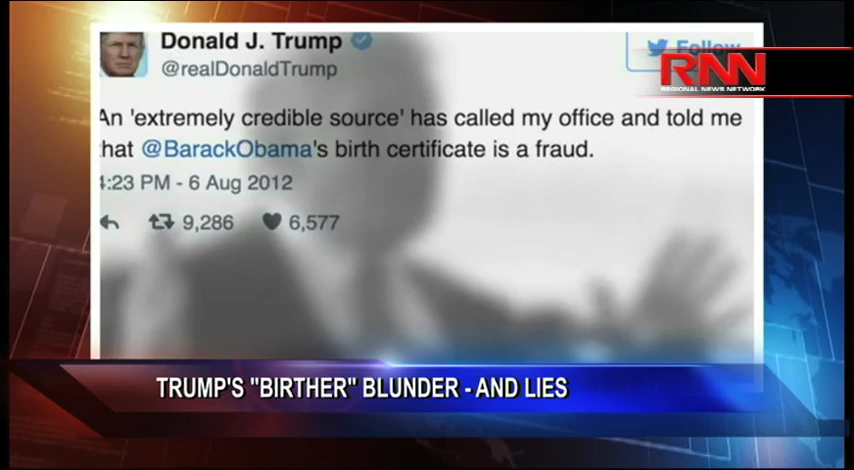 Donald J. Trump
@realDonaldTrump
Follow
RNN
REGIONAL NEWS NETWORK
An 'extremely credible source' has called my office and told me
that @BarackObama's birth certificate is a fraud.
4:23 PM - 6 Aug 2012
9,286 6,577
TRUMP'S "BIRTHER" BLUNDER - AND LIES